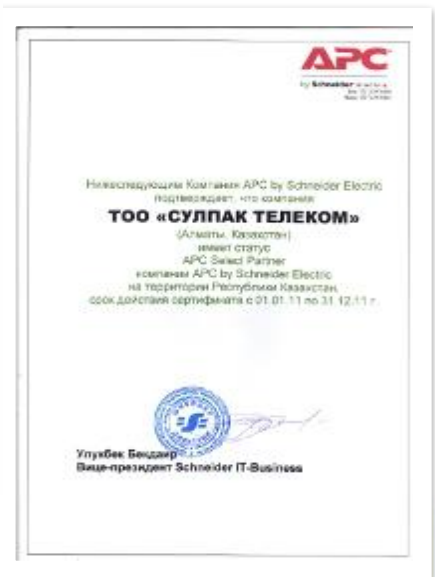 APC
by Schneider Electric
Нижеследующим Компания APC by Schneider Electric
подтверждает, что компания
ТОО «СУЛПАК ТЕЛЕКОМ»
(Алматы, Казахстан)
имеет статус
APC Select Partner
компании APC by Schneider Electric
на территории Республики Казахстан,
срок действия сертификата с 01.01.11 по 31.12.11 г.
Улукбек
Вице-президент Schneider IT-Business